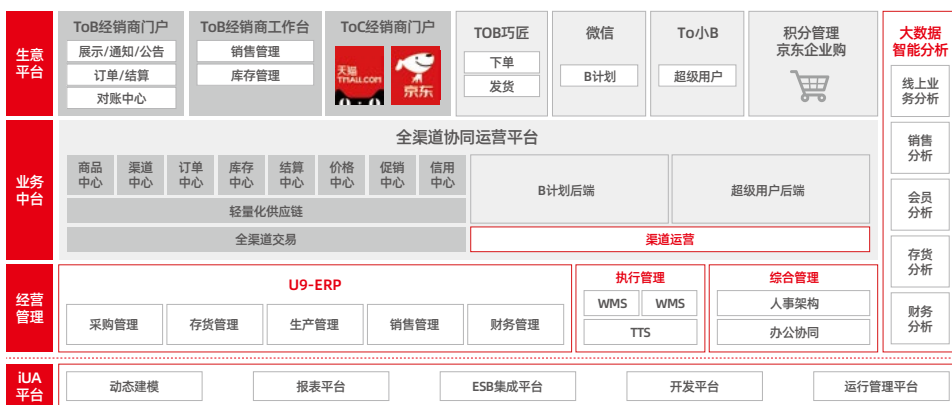 生意
平台
ToB经销商门户
展示/通知/公告
订单/结算
对账中心
ToB经销商工作台
销售管理
库存管理
ToC经销商门户
天猫
TMALL.COM
京东
TOB巧匠
下单
发货
微信
B计划
To小B
超级用户
积分管理
京东企业购
大数据
智能分析
线上业
务分析
销售
分析
会员
分析
存货
分析
财务
分析
业务
中台
全渠道协同运营平台
商品
中心
渠道
中心
订单
中心
库存
中心
结算
中心
价格
中心
促销
中心
信用
中心
轻量化供应链
全渠道交易
B计划后端
超级用户后端
渠道运营
经营
管理
U9-ERP
采购管理
存货管理
生产管理
销售管理
财务管理
执行管理
WMS
WMS
TTS
综合管理
人事架构
办公协同
iUA
平台
动态建模
报表平台
ESB集成平台
开发平台
运行管理平台